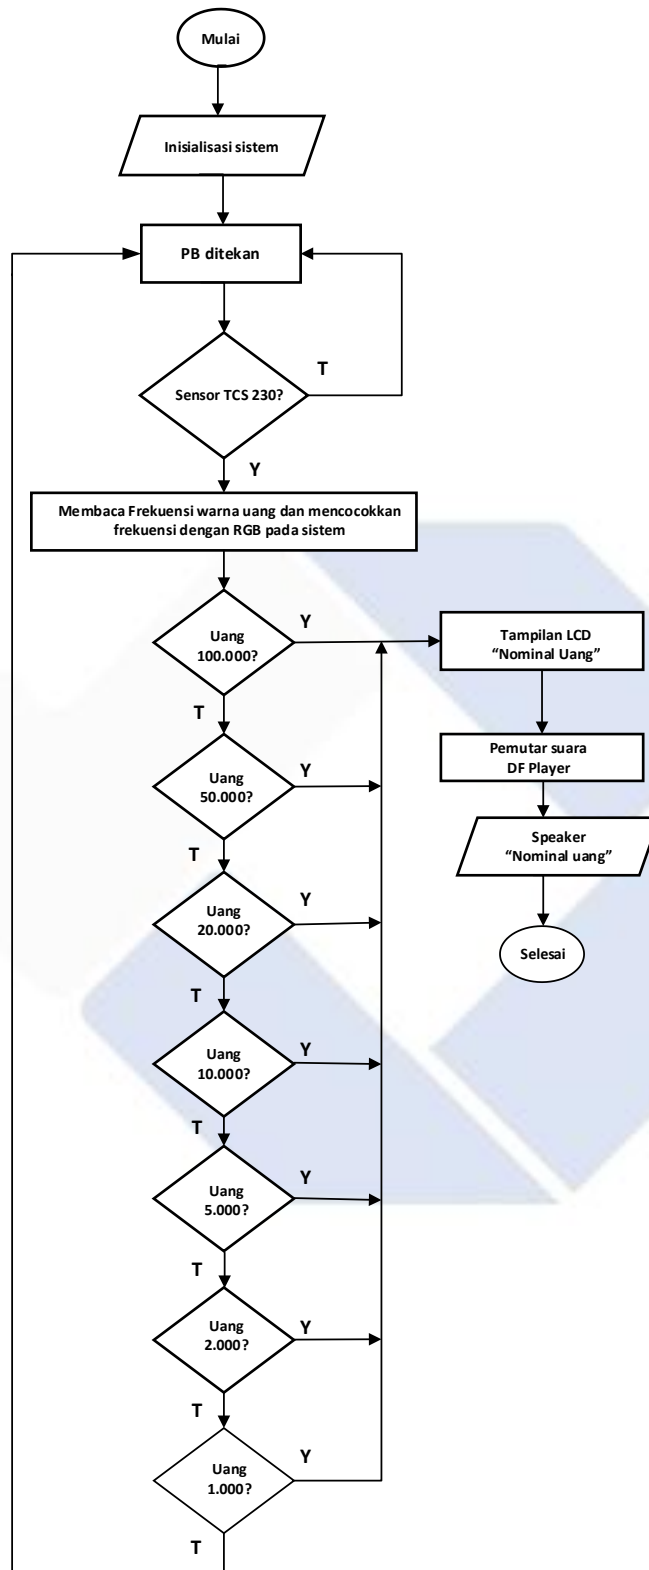 Mulai
Inisialisasi sistem
PB ditekan
Sensor TCS 230?
T
Y
Membaca Frekuensi warna uang dan mencocokkan
frekuensi dengan RGB pada sistem
Uang
100.000?
Y
Tampilan LCD
“Nominal Uang”
T
Uang
50.000?
Y
Pemutar suara
DF Player
T
Speaker
“Nominal uang”
Uang
20.000?
Y
Selesai
T
Uang
10.000?
Y
T
Uang
5.000?
Y
T
Uang
2.000?
Y
T
Uang
1.000?
Y
T